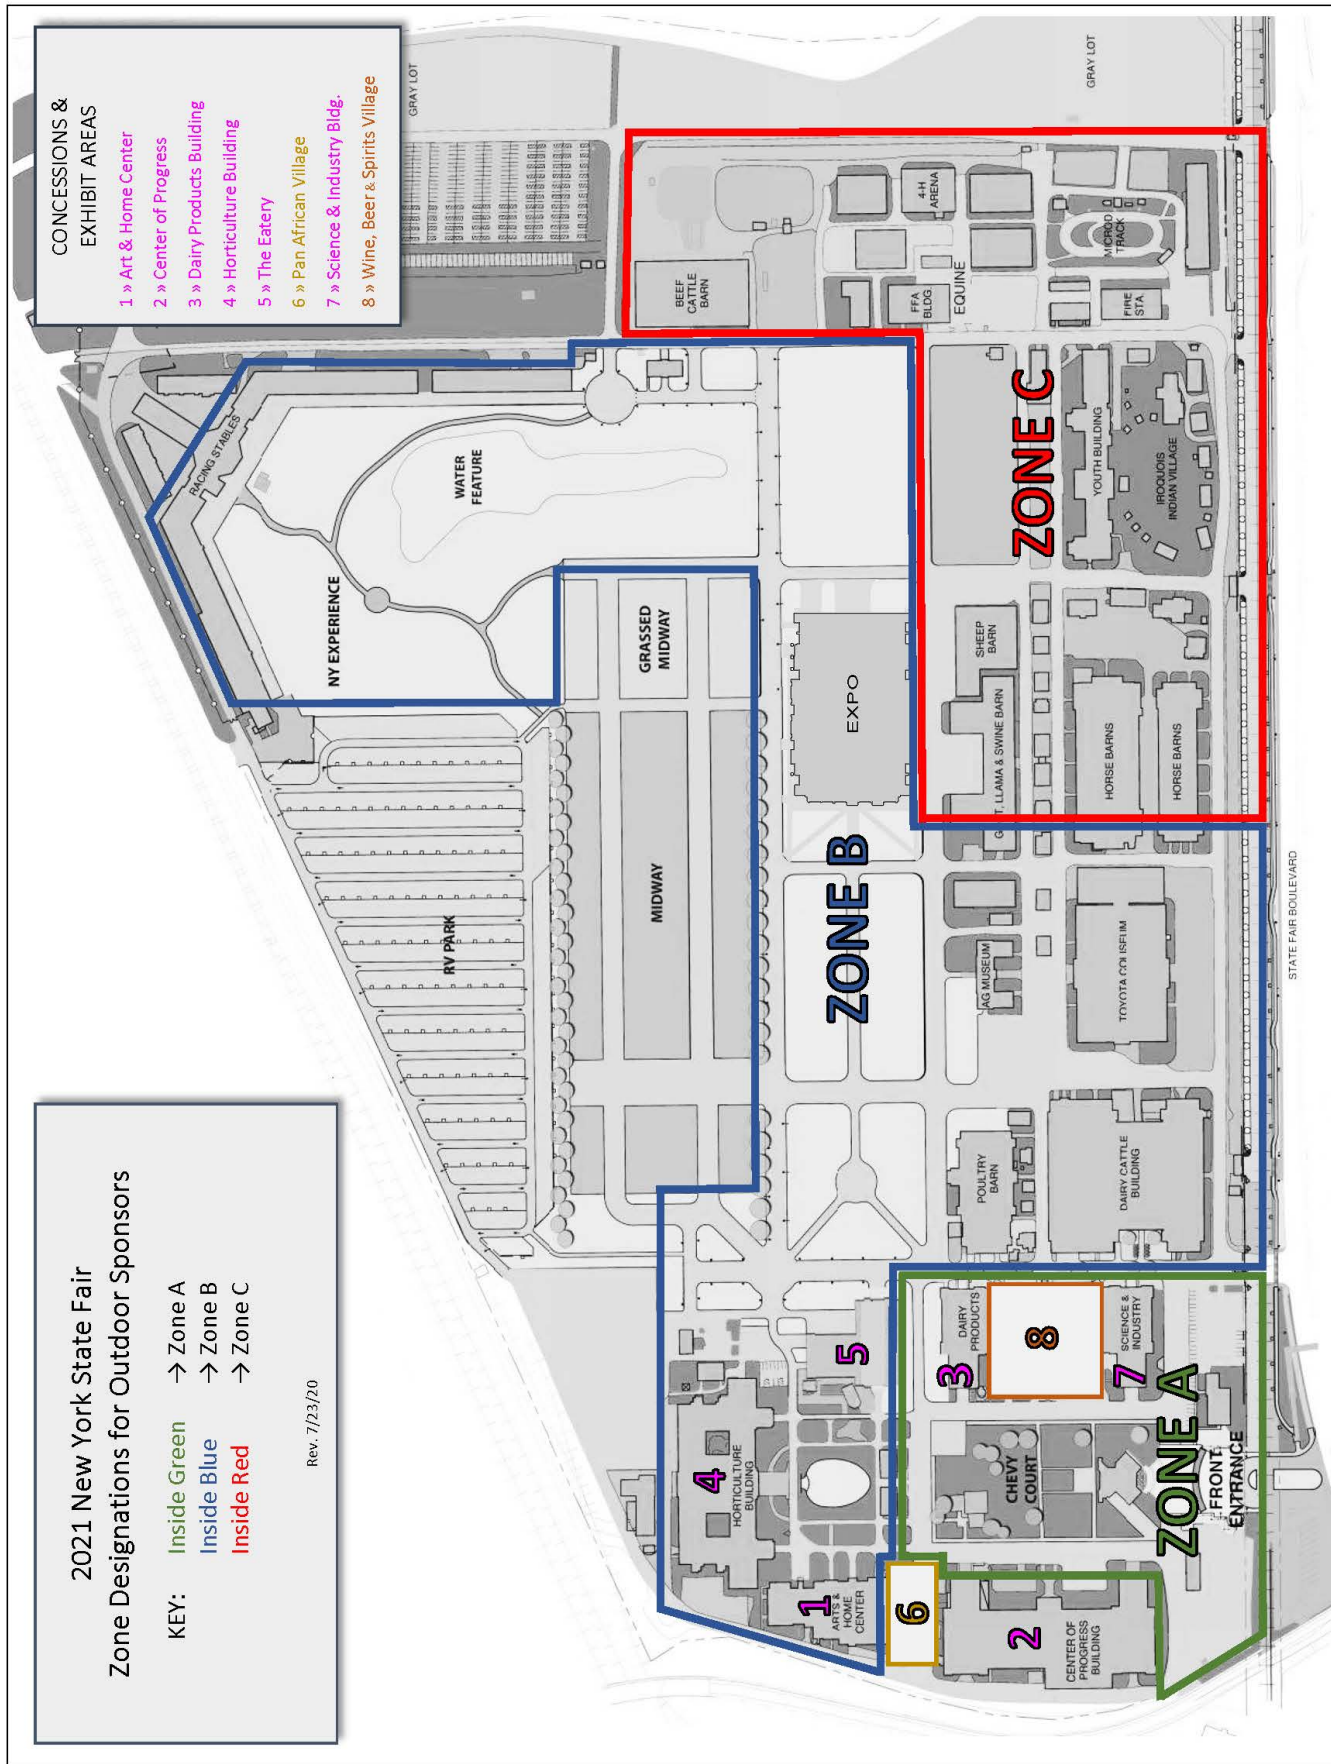 2021 New York State Fair
Zone Designations for Outdoor Sponsors
KEY: Inside Green → Zone A
Inside Blue → Zone B
Inside Red → Zone C
Rev. 7/23/20
CONCESSIONS &
EXHIBIT AREAS
1 » Art & Home Center
2 » Center of Progress
3 » Dairy Products Building
4 » Horticulture Building
5 » The Eatery
6 » Pan African Village
7 » Science & Industry Bldg.
8 » Wine, Beer & Spirits Village
GRAY LOT
GRAY LOT
RACING STABLES
NY EXPERIENCE
WATER
FEATURE
RV PARK
GRASSED
MIDWAY
MIDWAY
BEEF
CATTLE
BARN
4-H
ARENA
FFA
BLDG.
EQUINE
MICROD
TRACK
FIRE
STA.
EXPO
ZONE B
ZONE C
YOUTH BUILDING
IROQUOIS
INDIAN VILLAGE
SHEEP
BARN
LLAMA & SWINE BARN
HORSE BARNS
HORSE BARNS
AG MUSEUM
TOYOTA COLISEUM
POULTRY
BARN
DAIRY CATTLE
BUILDING
STATE FAIR BOULEVARD
4
HORTICULTURE
BUILDING
5
1
ARTS &
HOME
CENTER
6
2
CENTER OF
PROGRESS
BUILDING
CHEVY
COURT
3
DAIRY
PRODUCTS
8
7
SCIENCE &
INDUSTRY
ZONE A
FRONT
ENTRANCE